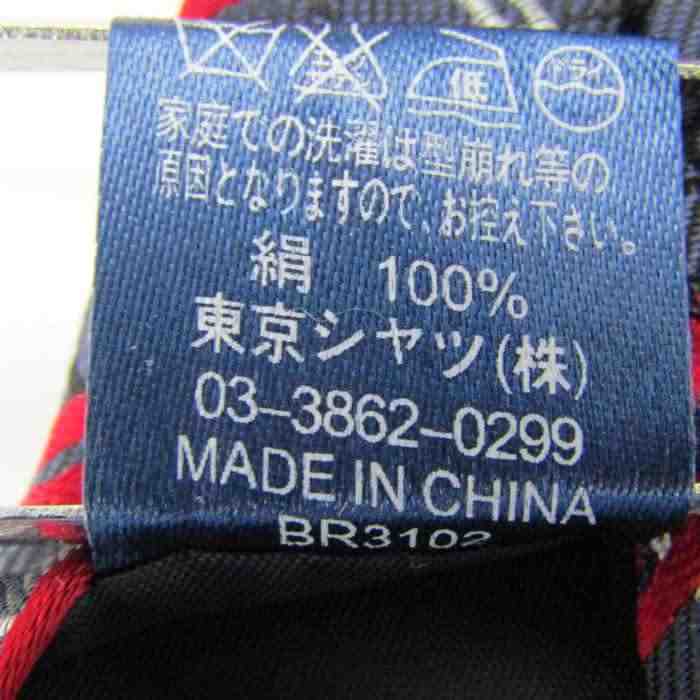 低 ドライ
家庭での洗濯は型崩れ等の
原因となりますので、お控え下さい。
絹 100%
東京シャツ(株)
03-3862-0299
MADE IN CHINA
BR3102